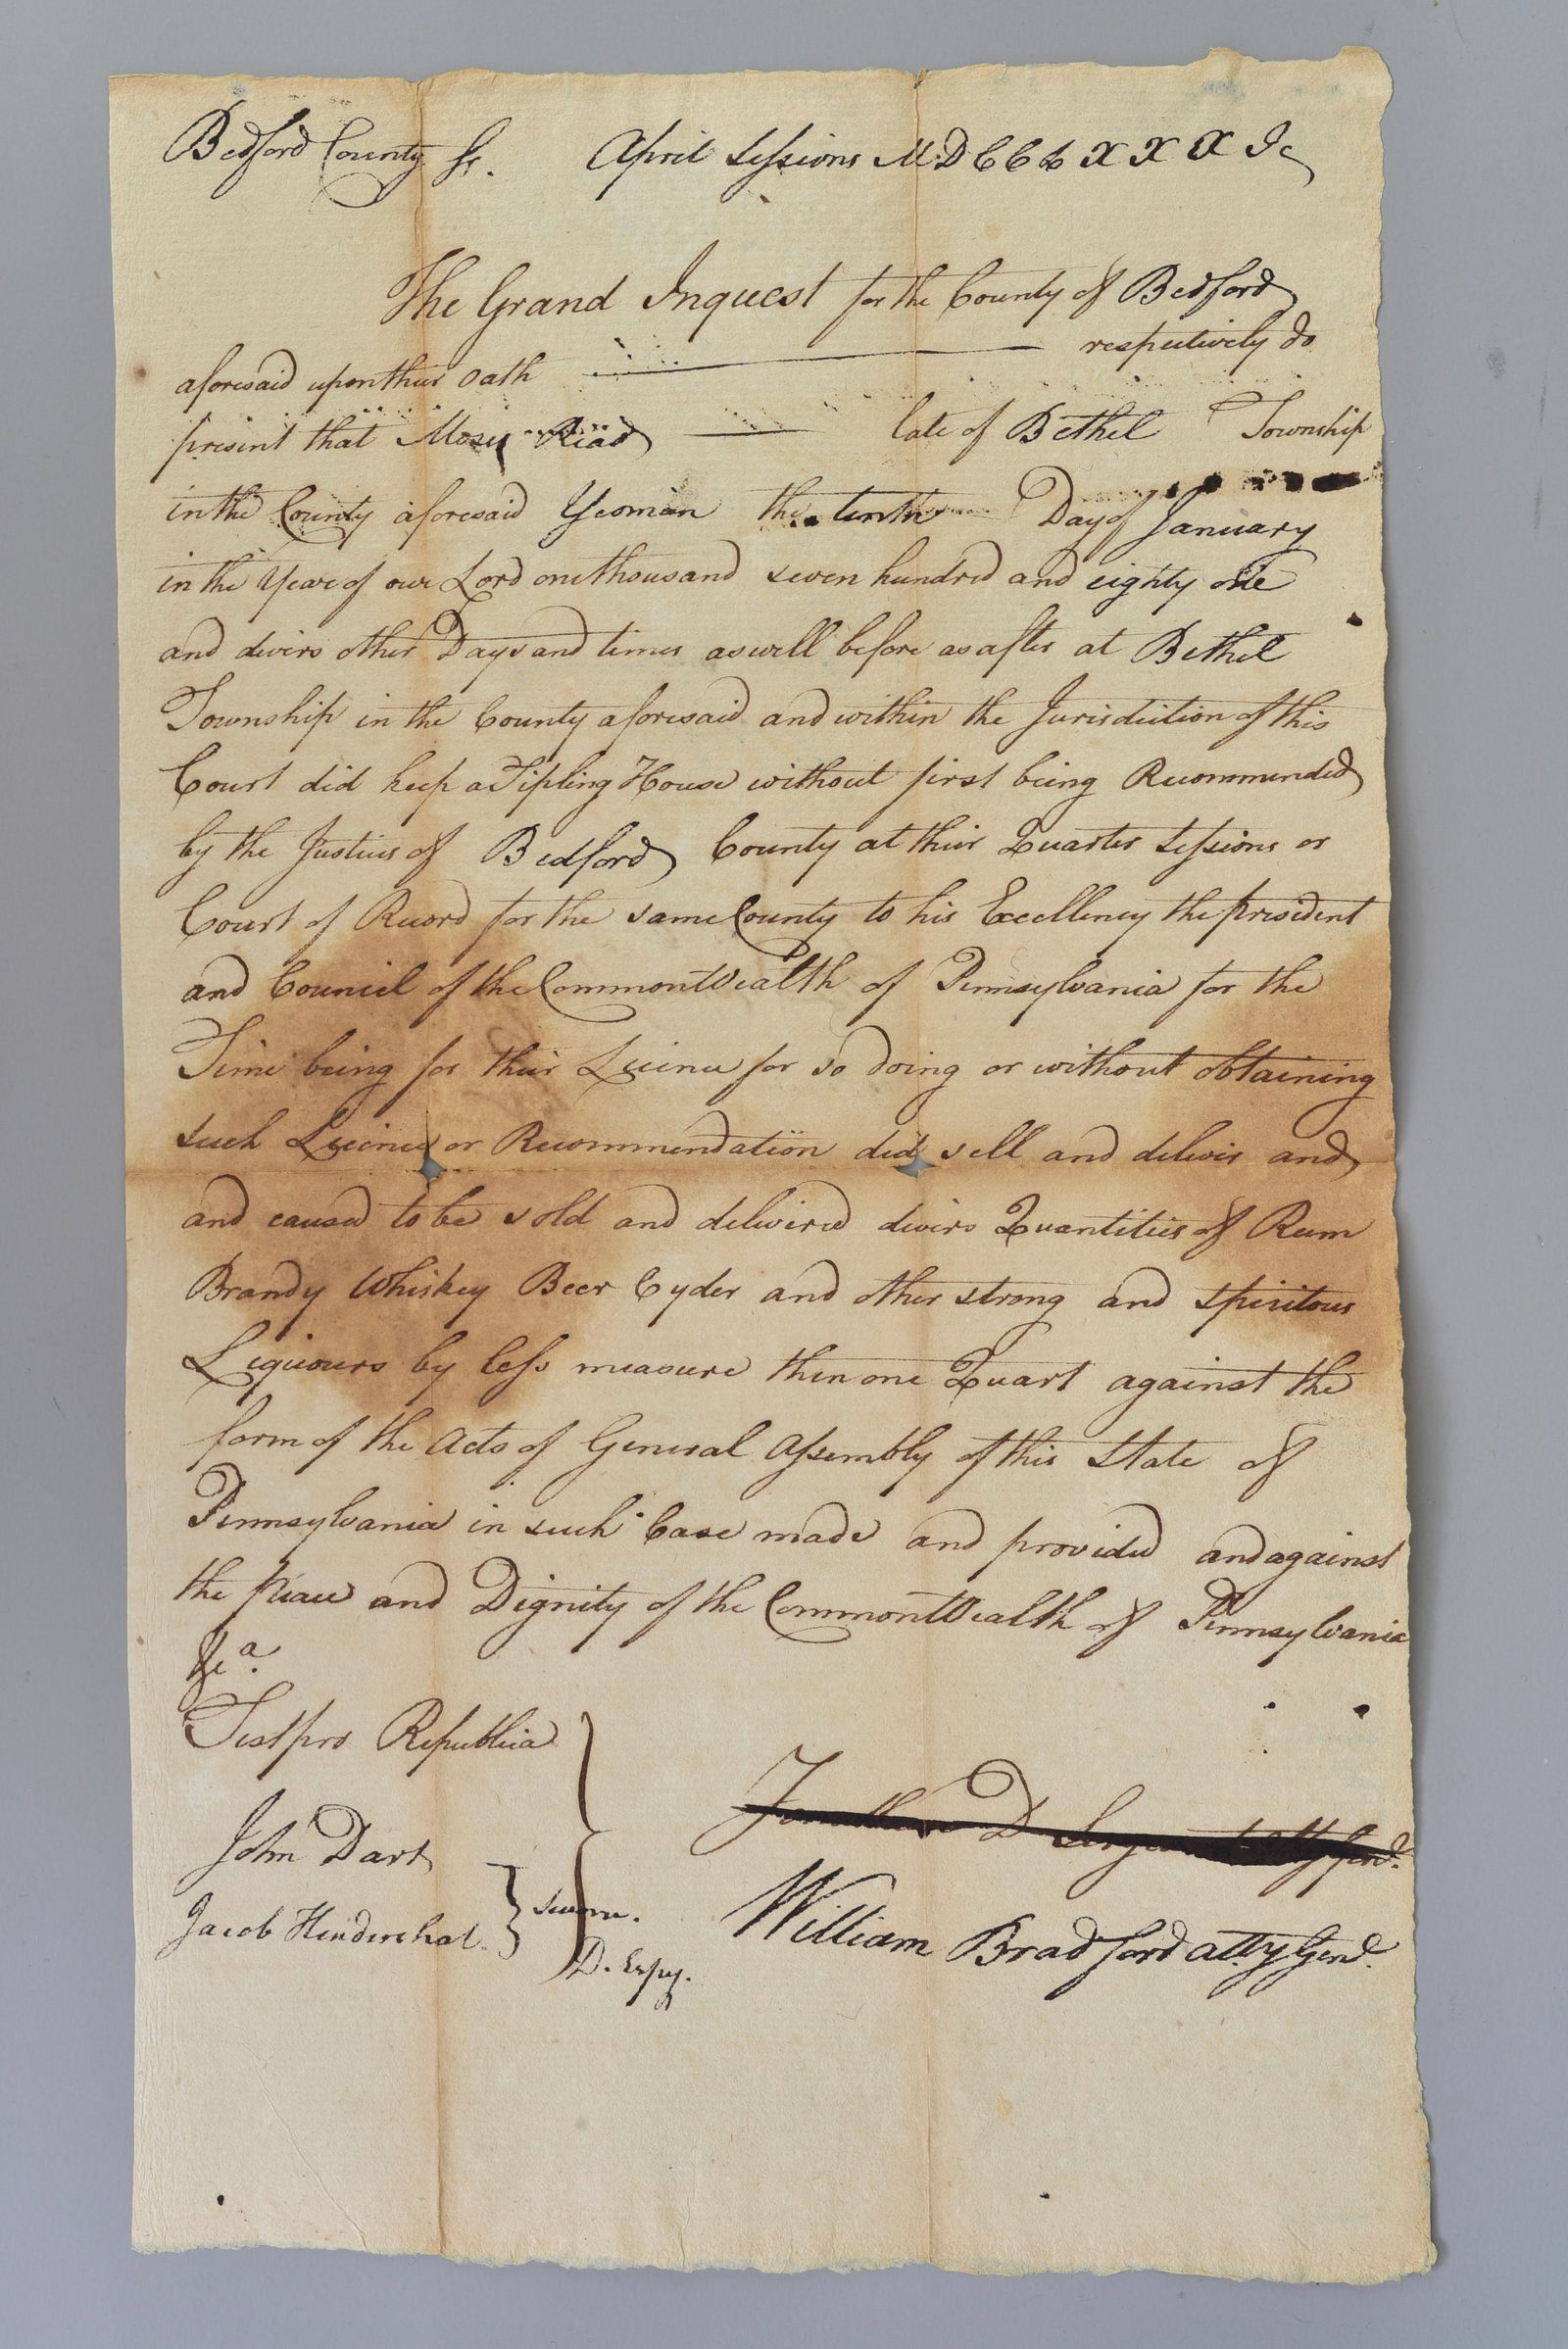 Bedford County ss. April Sessions MDCCLXXXI
The Grand Inquest for the County of Bedford
aforesaid upon their Oath respectively do
present that Moses Read late of Bethel Township
in the County aforesaid Yeoman the tenth Day of January
in the Year of our Lord one thousand seven hundred and eighty one
and divers other Days and times as well before as after at Bethel
Township in the County aforesaid and within the Jurisdiction of this
Court did keep a Tipling House without first being Recommended
by the Justices of Bedford County at their Quarter Sessions or
Court of Record for the same County to his Excellency the president
and Council of the CommontWealth of Pennsylvania for the
Time being for their Licence for so doing or without obtaining
such Licence or Recommendation did sell and deliver and
and caused to be sold and delivered divers Quantities of Rum
Brandy Whiskey Beer Cyder and other strong and spiritous
Liquours by less measure then one Quart against the
form of the Acts of General Assembly of this State of
Pennsylvania in such Case made and provided and against
the peace and Dignity of the CommontWealth of Pennsylvania
&ca.
Test pro Republica
John Dart
Jacob Henderchat.
sworn.
D. Espy.
Jonathan D Sergeant Atty Genl.
William Bradford atty Genl.